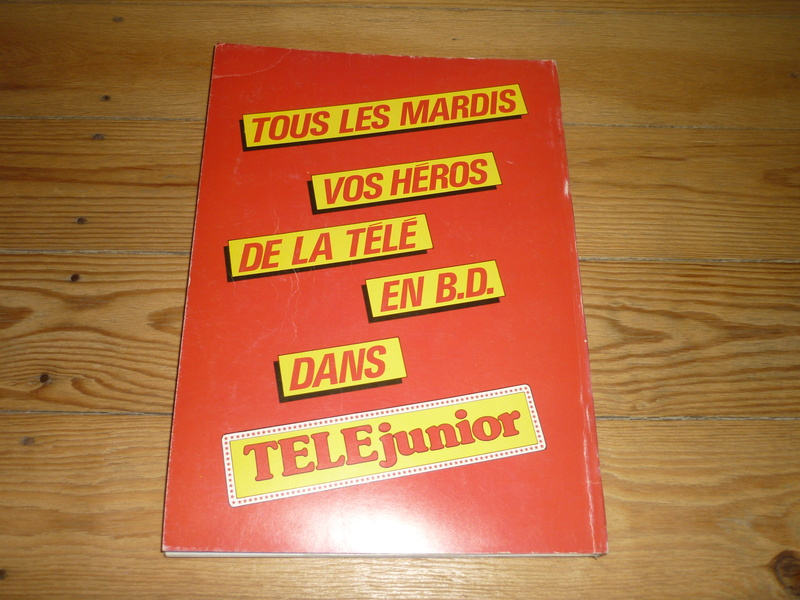 TOUS LES MARDIS
VOS HÉROS
DE LA TÉLÉ
EN B.D.
DANS
TELEjunior